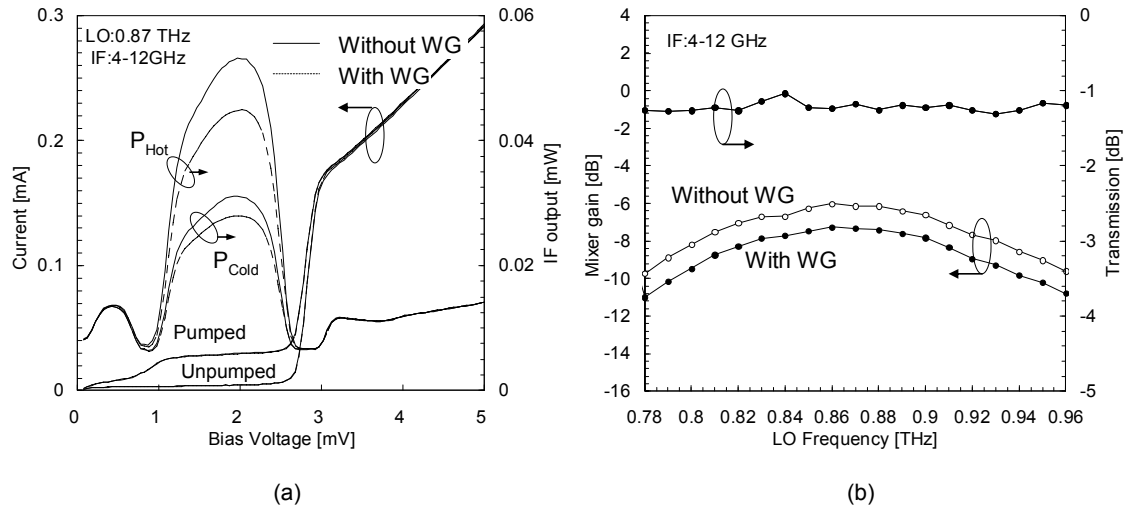 LO:0.87 THz
IF:4-12GHz
Without WG
With WG
P Hot
P Cold
Pumped
Unpumped
0.3
0.2
0.1
0
Current [mA]
0.06
0.04
0.02
0
IF output [mW]
0 1 2 3 4 5
Bias Voltage [mV]
(a)
IF:4-12 GHz
Without WG
With WG
4
2
0
-2
-4
-6
-8
-10
-12
-14
-16
Mixer gain [dB]
0
-1
-2
-3
-4
-5
Transmission [dB]
0.78 0.8 0.82 0.84 0.86 0.88 0.9 0.92 0.94 0.96
LO Frequency [THz]
(b)